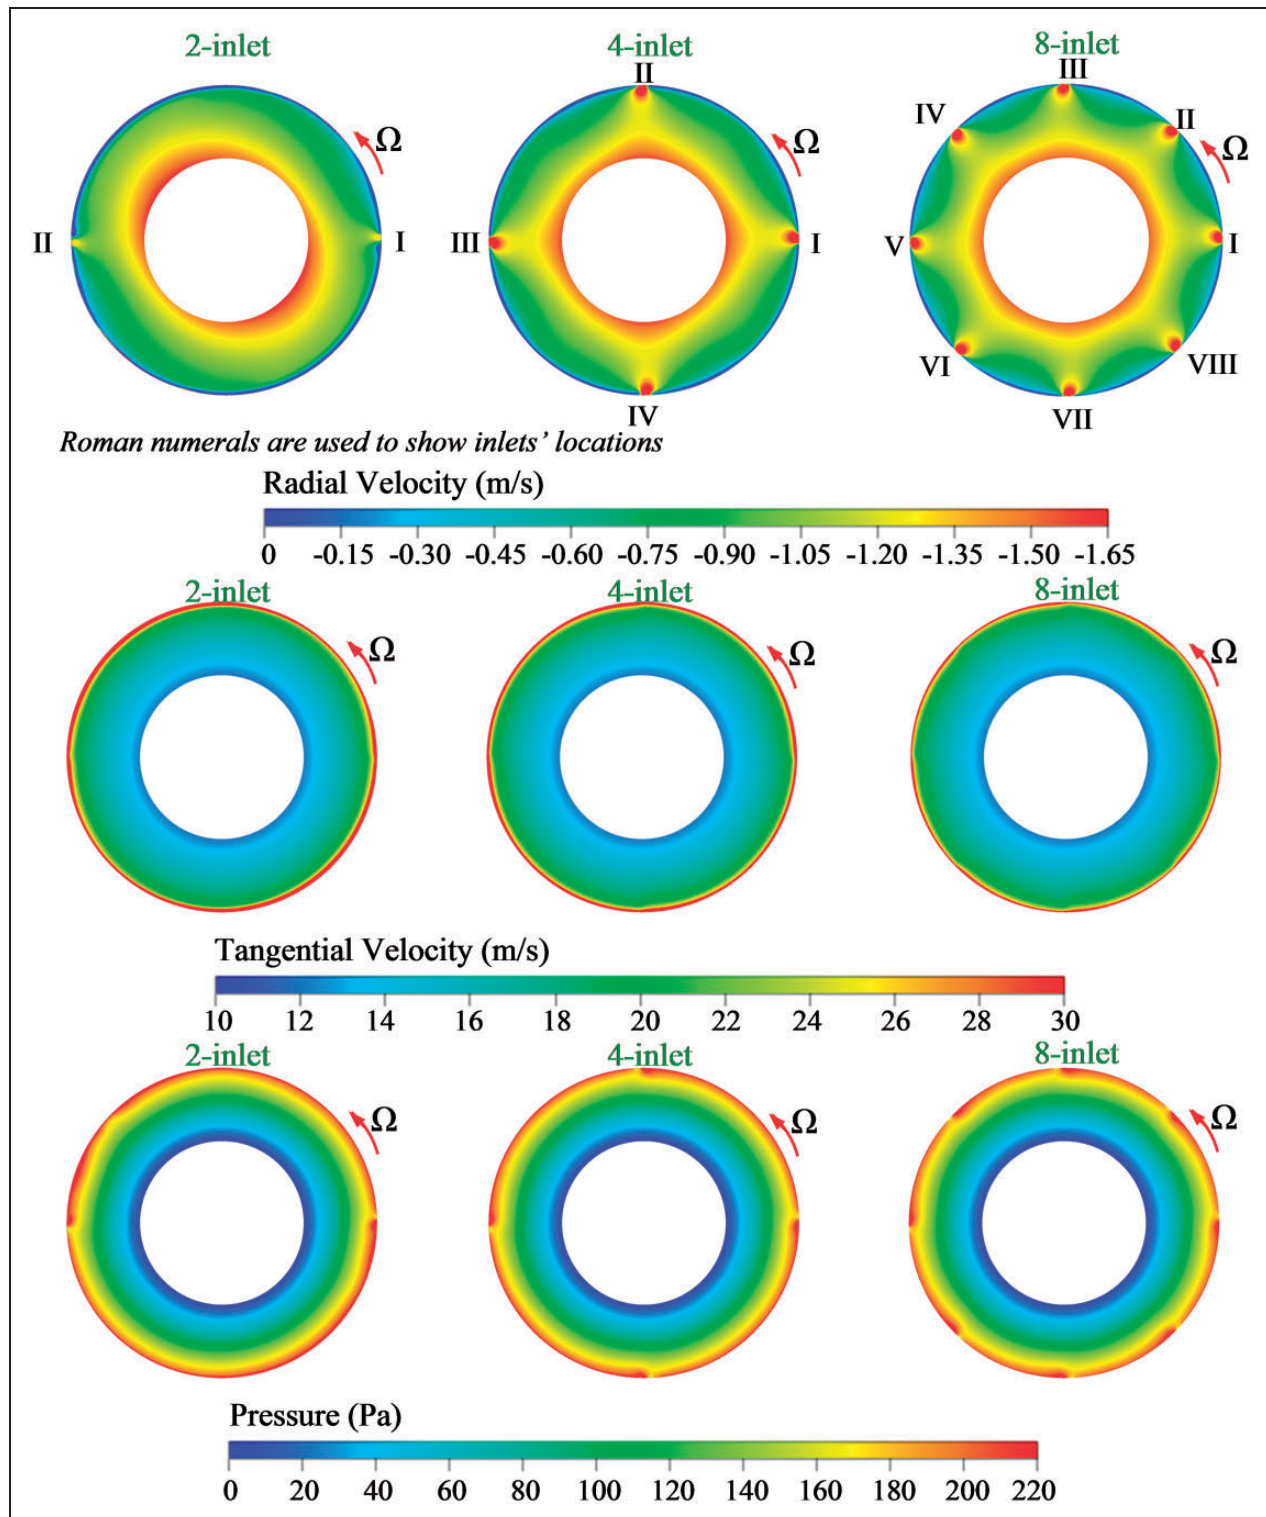 2-inlet 4-inlet 8-inlet
II III
IV II
Ω Ω Ω
II I III I V I
VI VIII
IV VII
Roman numerals are used to show inlets’ locations
Radial Velocity (m/s)
0 -0.15 -0.30 -0.45 -0.60 -0.75 -0.90 -1.05 -1.20 -1.35 -1.50 -1.65
2-inlet 4-inlet 8-inlet
Ω Ω Ω
Tangential Velocity (m/s)
10 12 14 16 18 20 22 24 26 28 30
2-inlet 4-inlet 8-inlet
Ω Ω Ω
Pressure (Pa)
0 20 40 60 80 100 120 140 160 180 200 220